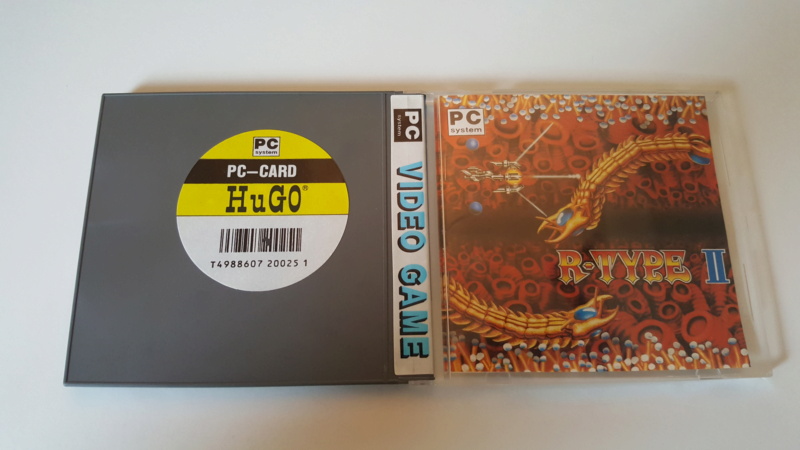 PC
system
PC-CARD
HuGO®
T4988607 20025 1
PC
system
VIDEO GAME
PC
system
R·TYPE II